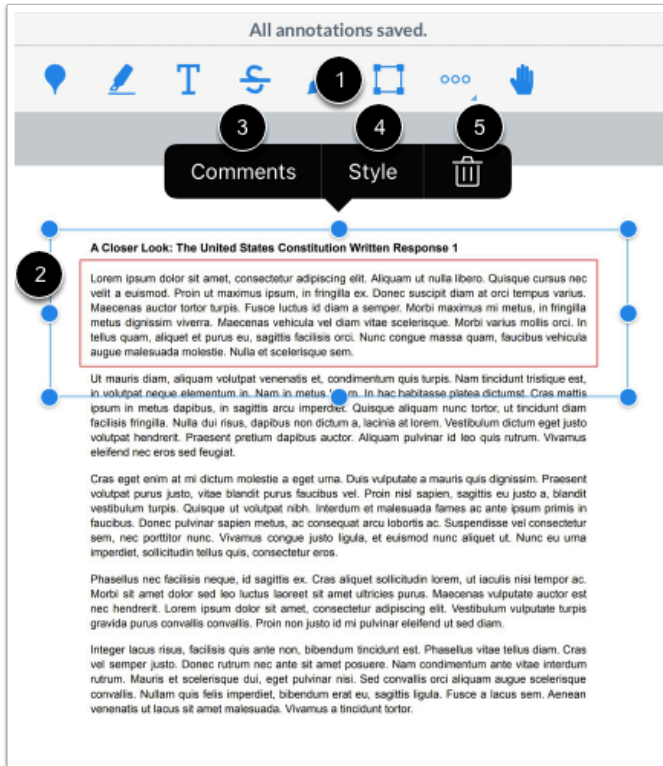 All annotations saved.
T S 1
3 4 5
Comments Style
2
A Closer Look: The United States Constitution Written Response 1
Lorem ipsum dolor sit amet, consectetur adipiscing elit. Aliquam ut nulla libero. Quisque cursus nec
velit a euismod. Proin ut maximus ipsum, in fringilla ex. Donec suscipit diam at orci tempus varius.
Maecenas auctor tortor turpis. Fusce luctus id diam a semper. Morbi maximus mi metus, in fringilla
metus dignissim viverra. Maecenas vehicula vel diam vitae scelerisque. Morbi varius mollis orci. In
tellus quam, aliquet et purus eu, sagittis facilisis orci. Nunc congue massa quam, faucibus vehicula
augue malesuada molestie. Nulla et scelerisque sem.
Ut mauris diam, aliquam volutpat venenatis et, condimentum quis turpis. Nam tincidunt tristique est,
in volutpat neque elementum in. Nam in metus In hac habitasse platea dictumst. Cras mattis
ipsum in metus dapibus, in sagittis arcu imperdiet. Quisque aliquam nunc tortor, ut tincidunt diam
facilisis fringilla. Nulla dui risus, dapibus non dictum a, lacinia at lorem. Vestibulum dictum eget justo
volutpat hendrerit. Praesent pretium dapibus auctor. Aliquam pulvinar id leo quis rutrum. Vivamus
eleifend nec eros sed feugiat.
Cras eget enim at mi dictum molestie a eget urna. Duis vulputate a mauris quis dignissim. Praesent
volutpat purus justo, vitae blandit purus faucibus vel. Proin nisl sapien, sagittis eu justo a, blandit
vestibulum turpis. Quisque ut volutpat nibh. Interdum et malesuada fames ac ante ipsum primis in
faucibus. Donec pulvinar sapien metus, ac consequat arcu lobortis ac. Suspendisse vel consectetur
sem, nec porttitor nunc. Vivamus congue justo ligula, et euismod nunc aliquet ut. Nunc eu urna
imperdiet, sollicitudin tellus quis, consectetur eros.
Phasellus nec facilisis neque, id sagittis ex. Cras aliquet sollicitudin lorem, ut iaculis nisi tempor ac.
Morbi sit amet dolor sed leo luctus laoreet sit amet ultricies purus. Maecenas vulputate auctor est
nec hendrerit. Lorem ipsum dolor sit amet, consectetur adipiscing elit. Vestibulum vulputate turpis
gravida purus convallis convallis. Proin non justo id mi pulvinar eleifend ut sed diam.
Integer lacus risus, facilisis quis ante non, bibendum tincidunt est. Phasellus vitae tellus diam. Cras
vel semper justo. Donec rutrum nec ante sit amet posuere. Nam condimentum ante vitae interdum
rutrum. Mauris et scelerisque dui, eget pulvinar nisi. Sed convallis orci aliquam augue scelerisque
convallis. Nullam quis felis imperdiet, bibendum erat eu, sagittis ligula. Fusce a lacus sem. Aenean
venenatis ut lacus sit amet malesuada. Vivamus a tincidunt tortor.